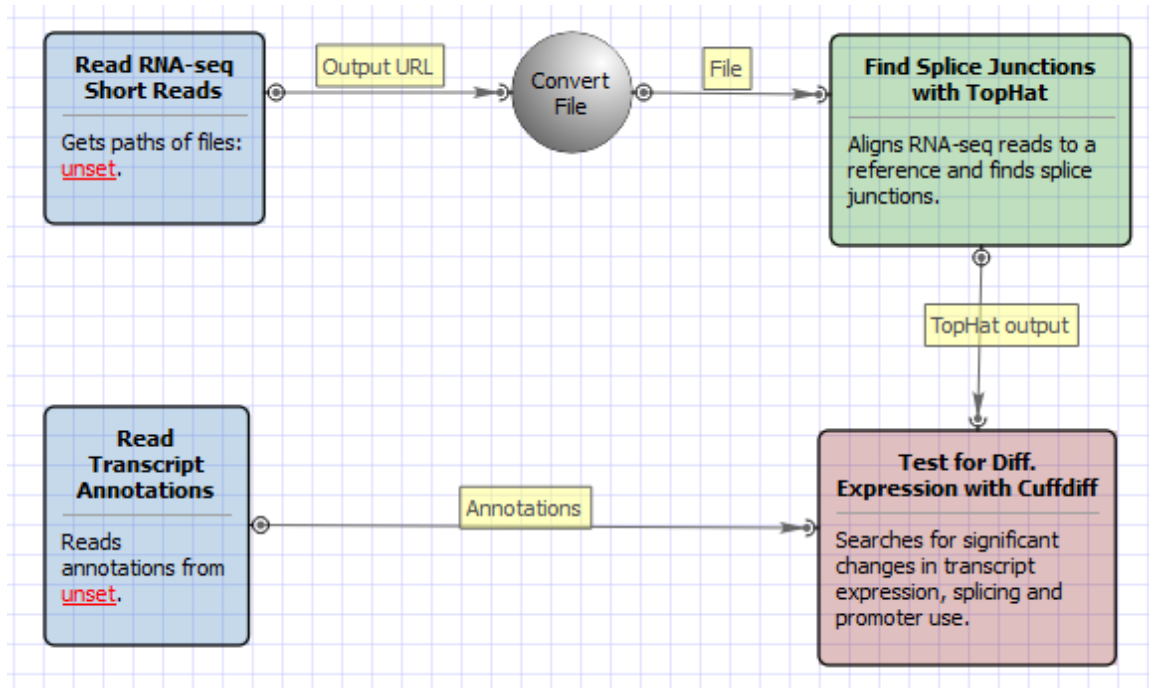 Read RNA-seq
Short Reads
Gets paths of files:
unset.
Output URL
Convert
File
File
Find Splice Junctions
with TopHat
Aligns RNA-seq reads to a
reference and finds splice
junctions.
TopHat output
Read
Transcript
Annotations
Reads
annotations from
unset.
Annotations
Test for Diff.
Expression with Cuffdiff
Searches for significant
changes in transcript
expression, splicing and
promoter use.